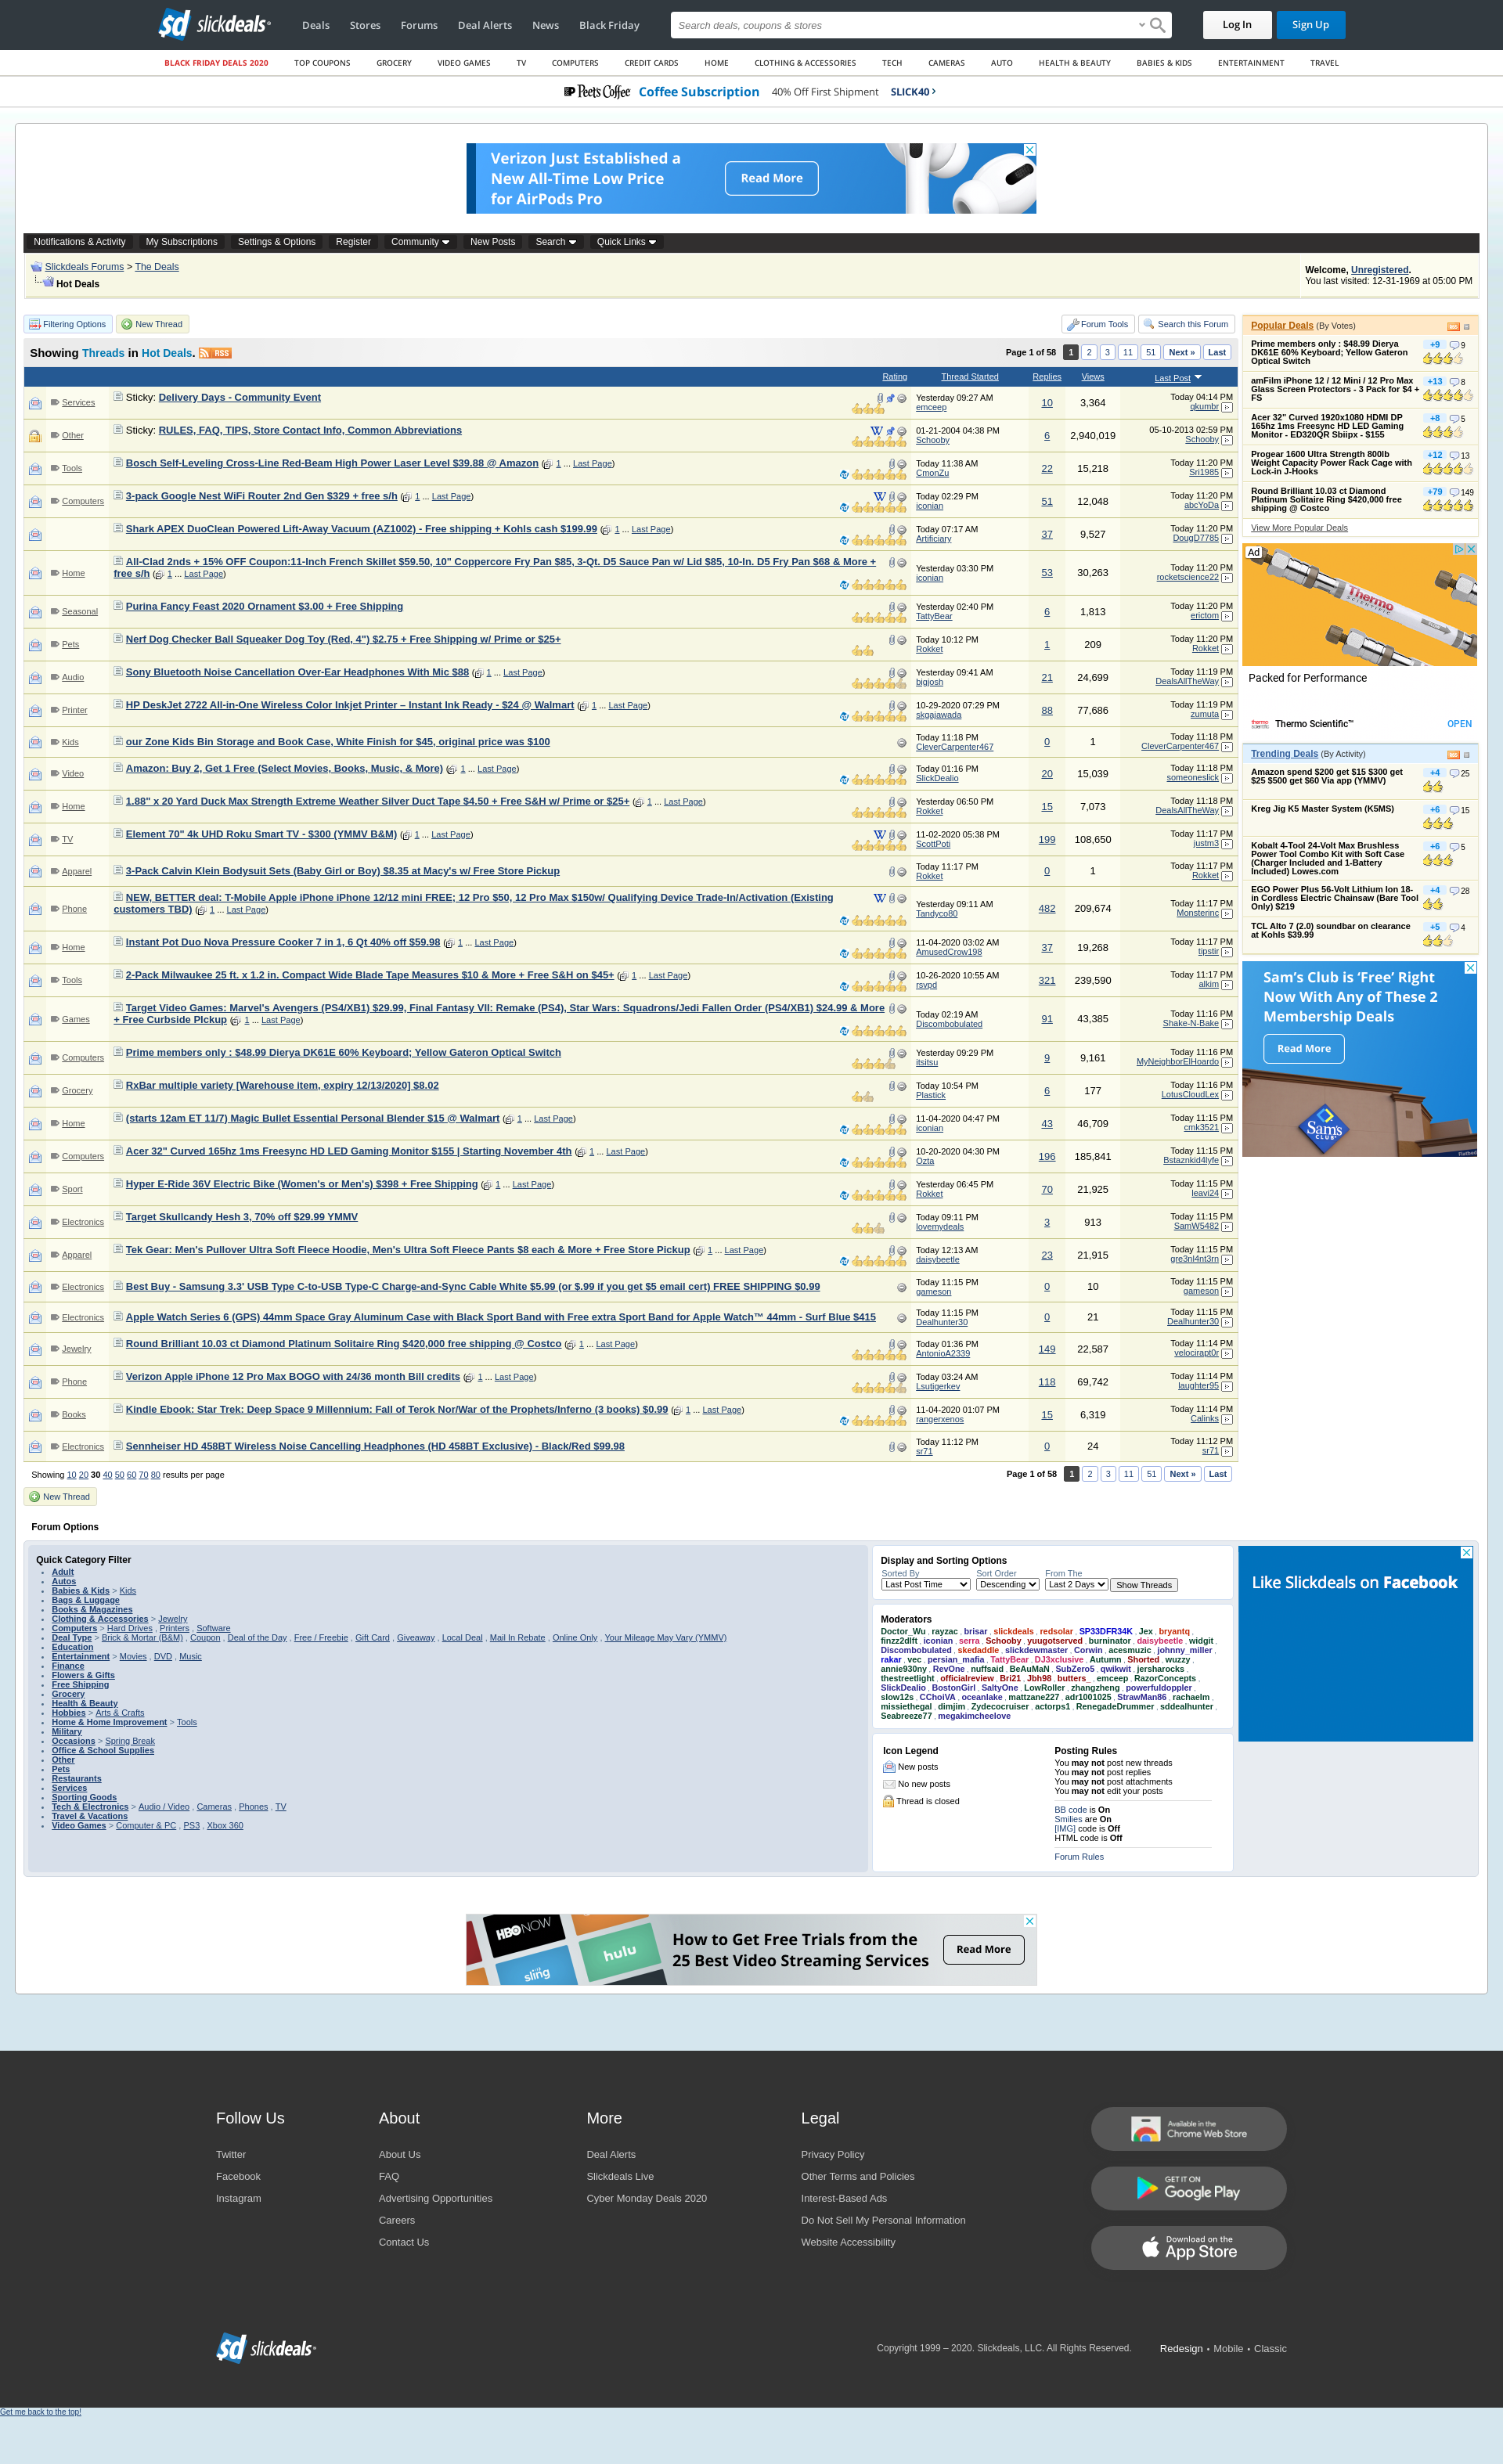 sd slickdeals
Deals Stores Forums Deal Alerts News Black Friday
Search deals, coupons & stores
Log In Sign Up
BLACK FRIDAY DEALS 2020 TOP COUPONS GROCERY VIDEO GAMES TV COMPUTERS CREDIT CARDS HOME CLOTHING & ACCESSORIES TECH CAMERAS AUTO HEALTH & BEAUTY BABIES & KIDS ENTERTAINMENT TRAVEL
Peet's Coffee Coffee Subscription 40% Off First Shipment SLICK40 ›
Verizon Just Established a
New All-Time Low Price
for AirPods Pro
Read More
Notifications & Activity My Subscriptions Settings & Options Register Community New Posts Search Quick Links
Slickdeals Forums > The Deals
Hot Deals
Welcome, Unregistered.
You last visited: 12-31-1969 at 05:00 PM
Filtering Options New Thread Forum Tools Search this Forum
Showing Threads in Hot Deals. RSS
Page 1 of 58 1 2 3 11 51 Next » Last
Rating Thread Started Replies Views Last Post
Services Sticky: Delivery Days - Community Event Yesterday 09:27 AM emceep 10 3,364 Today 04:14 PM qkumbr
Other Sticky: RULES, FAQ, TIPS, Store Contact Info, Common Abbreviations 01-21-2004 04:38 PM Schooby 6 2,940,019 05-10-2013 02:59 PM Schooby
Tools Bosch Self-Leveling Cross-Line Red-Beam High Power Laser Level $39.88 @ Amazon ( 1 ... Last Page) Today 11:38 AM CmonZu 22 15,218 Today 11:20 PM Sri1985
Computers 3-pack Google Nest WiFi Router 2nd Gen $329 + free s/h ( 1 ... Last Page) Today 02:29 PM iconian 51 12,048 Today 11:20 PM abcYoDa
Shark APEX DuoClean Powered Lift-Away Vacuum (AZ1002) - Free shipping + Kohls cash $199.99 ( 1 ... Last Page) Today 07:17 AM Artificiary 37 9,527 Today 11:20 PM DougD7785
Home All-Clad 2nds + 15% OFF Coupon:11-Inch French Skillet $59.50, 10" Coppercore Fry Pan $85, 3-Qt. D5 Sauce Pan w/ Lid $85, 10-In. D5 Fry Pan $68 & More + free s/h ( 1 ... Last Page) Yesterday 03:30 PM iconian 53 30,263 Today 11:20 PM rocketscience22
Seasonal Purina Fancy Feast 2020 Ornament $3.00 + Free Shipping Yesterday 02:40 PM TattyBear 6 1,813 Today 11:20 PM erictom
Pets Nerf Dog Checker Ball Squeaker Dog Toy (Red, 4") $2.75 + Free Shipping w/ Prime or $25+ Today 10:12 PM Rokket 1 209 Today 11:20 PM Rokket
Audio Sony Bluetooth Noise Cancellation Over-Ear Headphones With Mic $88 ( 1 ... Last Page) Yesterday 09:41 AM bigjosh 21 24,699 Today 11:19 PM DealsAllTheWay
Printer HP DeskJet 2722 All-in-One Wireless Color Inkjet Printer – Instant Ink Ready - $24 @ Walmart ( 1 ... Last Page) 10-29-2020 07:29 PM skgajawada 88 77,686 Today 11:19 PM zumuta
Kids our Zone Kids Bin Storage and Book Case, White Finish for $45, original price was $100 Today 11:18 PM CleverCarpenter467 0 1 Today 11:18 PM CleverCarpenter467
Video Amazon: Buy 2, Get 1 Free (Select Movies, Books, Music, & More) ( 1 ... Last Page) Today 01:16 PM SlickDealio 20 15,039 Today 11:18 PM someoneslick
Home 1.88" x 20 Yard Duck Max Strength Extreme Weather Silver Duct Tape $4.50 + Free S&H w/ Prime or $25+ ( 1 ... Last Page) Yesterday 06:50 PM Rokket 15 7,073 Today 11:18 PM DealsAllTheWay
TV Element 70" 4k UHD Roku Smart TV - $300 (YMMV B&M) ( 1 ... Last Page) 11-02-2020 05:38 PM ScottPoti 199 108,650 Today 11:17 PM justm3
Apparel 3-Pack Calvin Klein Bodysuit Sets (Baby Girl or Boy) $8.35 at Macy's w/ Free Store Pickup Today 11:17 PM Rokket 0 1 Today 11:17 PM Rokket
Phone NEW, BETTER deal: T-Mobile Apple iPhone iPhone 12/12 mini FREE; 12 Pro $50, 12 Pro Max $150w/ Qualifying Device Trade-In/Activation (Existing customers TBD) ( 1 ... Last Page) Yesterday 09:11 AM Tandyco80 482 209,674 Today 11:17 PM Monsterinc
Home Instant Pot Duo Nova Pressure Cooker 7 in 1, 6 Qt 40% off $59.98 ( 1 ... Last Page) 11-04-2020 03:02 AM AmusedCrow198 37 19,268 Today 11:17 PM tipstir
Tools 2-Pack Milwaukee 25 ft. x 1.2 in. Compact Wide Blade Tape Measures $10 & More + Free S&H on $45+ ( 1 ... Last Page) 10-26-2020 10:55 AM rsvpd 321 239,590 Today 11:17 PM alkim
Games Target Video Games: Marvel's Avengers (PS4/XB1) $29.99, Final Fantasy VII: Remake (PS4), Star Wars: Squadrons/Jedi Fallen Order (PS4/XB1) $24.99 & More + Free Curbside PIckup ( 1 ... Last Page) Today 02:19 AM Discombobulated 91 43,385 Today 11:16 PM Shake-N-Bake
Computers Prime members only : $48.99 Dierya DK61E 60% Keyboard; Yellow Gateron Optical Switch Yesterday 09:29 PM itsitsu 9 9,161 Today 11:16 PM MyNeighborElHoardo
Grocery RxBar multiple variety [Warehouse item, expiry 12/13/2020] $8.02 Today 10:54 PM Plastick 6 177 Today 11:16 PM LotusCloudLex
Home (starts 12am ET 11/7) Magic Bullet Essential Personal Blender $15 @ Walmart ( 1 ... Last Page) 11-04-2020 04:47 PM iconian 43 46,709 Today 11:15 PM cmk3521
Computers Acer 32" Curved 165hz 1ms Freesync HD LED Gaming Monitor $155 | Starting November 4th ( 1 ... Last Page) 10-20-2020 04:30 PM Ozta 196 185,841 Today 11:15 PM Bstaznkid4lyfe
Sport Hyper E-Ride 36V Electric Bike (Women's or Men's) $398 + Free Shipping ( 1 ... Last Page) Yesterday 06:45 PM Rokket 70 21,925 Today 11:15 PM leavi24
Electronics Target Skullcandy Hesh 3, 70% off $29.99 YMMV Today 09:11 PM lovemydeals 3 913 Today 11:15 PM SamW5482
Apparel Tek Gear: Men's Pullover Ultra Soft Fleece Hoodie, Men's Ultra Soft Fleece Pants $8 each & More + Free Store Pickup ( 1 ... Last Page) Today 12:13 AM daisybeetle 23 21,915 Today 11:15 PM gre3nl4nt3rn
Electronics Best Buy - Samsung 3.3' USB Type C-to-USB Type-C Charge-and-Sync Cable White $5.99 (or $.99 if you get $5 email cert) FREE SHIPPING $0.99 Today 11:15 PM gameson 0 10 Today 11:15 PM gameson
Electronics Apple Watch Series 6 (GPS) 44mm Space Gray Aluminum Case with Black Sport Band with Free extra Sport Band for Apple Watch™ 44mm - Surf Blue $415 Today 11:15 PM Dealhunter30 0 21 Today 11:15 PM Dealhunter30
Jewelry Round Brilliant 10.03 ct Diamond Platinum Solitaire Ring $420,000 free shipping @ Costco ( 1 ... Last Page) Today 01:36 PM AntonioA2339 149 22,587 Today 11:14 PM velocirapt0r
Phone Verizon Apple iPhone 12 Pro Max BOGO with 24/36 month Bill credits ( 1 ... Last Page) Today 03:24 AM Lsutigerkev 118 69,742 Today 11:14 PM laughter95
Books Kindle Ebook: Star Trek: Deep Space 9 Millennium: Fall of Terok Nor/War of the Prophets/Inferno (3 books) $0.99 ( 1 ... Last Page) 11-04-2020 01:07 PM rangerxenos 15 6,319 Today 11:14 PM Calinks
Electronics Sennheiser HD 458BT Wireless Noise Cancelling Headphones (HD 458BT Exclusive) - Black/Red $99.98 Today 11:12 PM sr71 0 24 Today 11:12 PM sr71
Showing 10 20 30 40 50 60 70 80 results per page
Page 1 of 58 1 2 3 11 51 Next » Last
New Thread
Popular Deals (By Votes)
Prime members only : $48.99 Dierya DK61E 60% Keyboard; Yellow Gateron Optical Switch +9 9
amFilm iPhone 12 / 12 Mini / 12 Pro Max Glass Screen Protectors - 3 Pack for $4 + FS +13 8
Acer 32" Curved 1920x1080 HDMI DP 165hz 1ms Freesync HD LED Gaming Monitor - ED320QR Sbiipx - $155 +8 5
Progear 1600 Ultra Strength 800lb Weight Capacity Power Rack Cage with Lock-in J-Hooks +12 13
Round Brilliant 10.03 ct Diamond Platinum Solitaire Ring $420,000 free shipping @ Costco +79 149
View More Popular Deals
Ad
Thermo SCIENTIFIC
Packed for Performance
Thermo Scientific™ OPEN
Trending Deals (By Activity)
Amazon spend $200 get $15 $300 get $25 $500 get $60 Via app (YMMV) +4 25
Kreg Jig K5 Master System (K5MS) +6 15
Kobalt 4-Tool 24-Volt Max Brushless Power Tool Combo Kit with Soft Case (Charger Included and 1-Battery Included) Lowes.com +6 5
EGO Power Plus 56-Volt Lithium Ion 18-in Cordless Electric Chainsaw (Bare Tool Only) $219 +4 28
TCL Alto 7 (2.0) soundbar on clearance at Kohls $39.99 +5 4
Sam's Club is 'Free' Right
Now With Any of These 2
Membership Deals
Read More
Sam's CLUB
Forum Options
Quick Category Filter
Adult
Autos
Babies & Kids > Kids
Bags & Luggage
Books & Magazines
Clothing & Accessories > Jewelry
Computers > Hard Drives , Printers , Software
Deal Type > Brick & Mortar (B&M) , Coupon , Deal of the Day , Free / Freebie , Gift Card , Giveaway , Local Deal , Mail In Rebate , Online Only , Your Mileage May Vary (YMMV)
Education
Entertainment > Movies , DVD , Music
Finance
Flowers & Gifts
Free Shipping
Grocery
Health & Beauty
Hobbies > Arts & Crafts
Home & Home Improvement > Tools
Military
Occasions > Spring Break
Office & School Supplies
Other
Pets
Restaurants
Services
Sporting Goods
Tech & Electronics > Audio / Video , Cameras , Phones , TV
Travel & Vacations
Video Games > Computer & PC , PS3 , Xbox 360
Display and Sorting Options
Sorted By Sort Order From The
Last Post Time Descending Last 2 Days Show Threads
Moderators
Doctor_Wu , rayzac , brisar , slickdeals , redsolar , SP33DFR34K , Jex , bryantq ,
finzz2dlft , iconian , serra , Schooby , yuugotserved , burninator , daisybeetle , widgit ,
Discombobulated , skedaddle , slickdewmaster , Corwin , acesmuzic , johnny_miller ,
rakar , vec , persian_mafia , TattyBear , DJ3xclusive , Autumn , Shorted , wuzzy ,
annie930ny , RevOne , nuffsaid , BeAuMaN , SubZero5 , qwikwit , jersharocks ,
thestreetlight , officialreview , Bri21 , Jbh98 , butters_ , emceep , RazorConcepts ,
SlickDealio , BostonGirl , SaltyOne , LowRoller , zhangzheng , powerfuldoppler ,
slow12s , CChoiVA , oceanlake , mattzane227 , adr1001025 , StrawMan86 , rachaelm ,
missiethegal , dimjim , Zydecocruiser , actorps1 , RenegadeDrummer , sddealhunter ,
Seabreeze77 , megakimcheelove
Icon Legend
New posts
No new posts
Thread is closed
Posting Rules
You may not post new threads
You may not post replies
You may not post attachments
You may not edit your posts
BB code is On
Smilies are On
[IMG] code is Off
HTML code is Off
Forum Rules
Like Slickdeals on Facebook
HBO NOW
sling
hulu
How to Get Free Trials from the
25 Best Video Streaming Services
Read More
Follow Us
Twitter
Facebook
Instagram
About
About Us
FAQ
Advertising Opportunities
Careers
Contact Us
More
Deal Alerts
Slickdeals Live
Cyber Monday Deals 2020
Legal
Privacy Policy
Other Terms and Policies
Interest-Based Ads
Do Not Sell My Personal Information
Website Accessibility
Available in the
Chrome Web Store
GET IT ON
Google Play
Download on the
App Store
sd slickdeals
Copyright 1999 – 2020. Slickdeals, LLC. All Rights Reserved.
Redesign • Mobile • Classic
Get me back to the top!